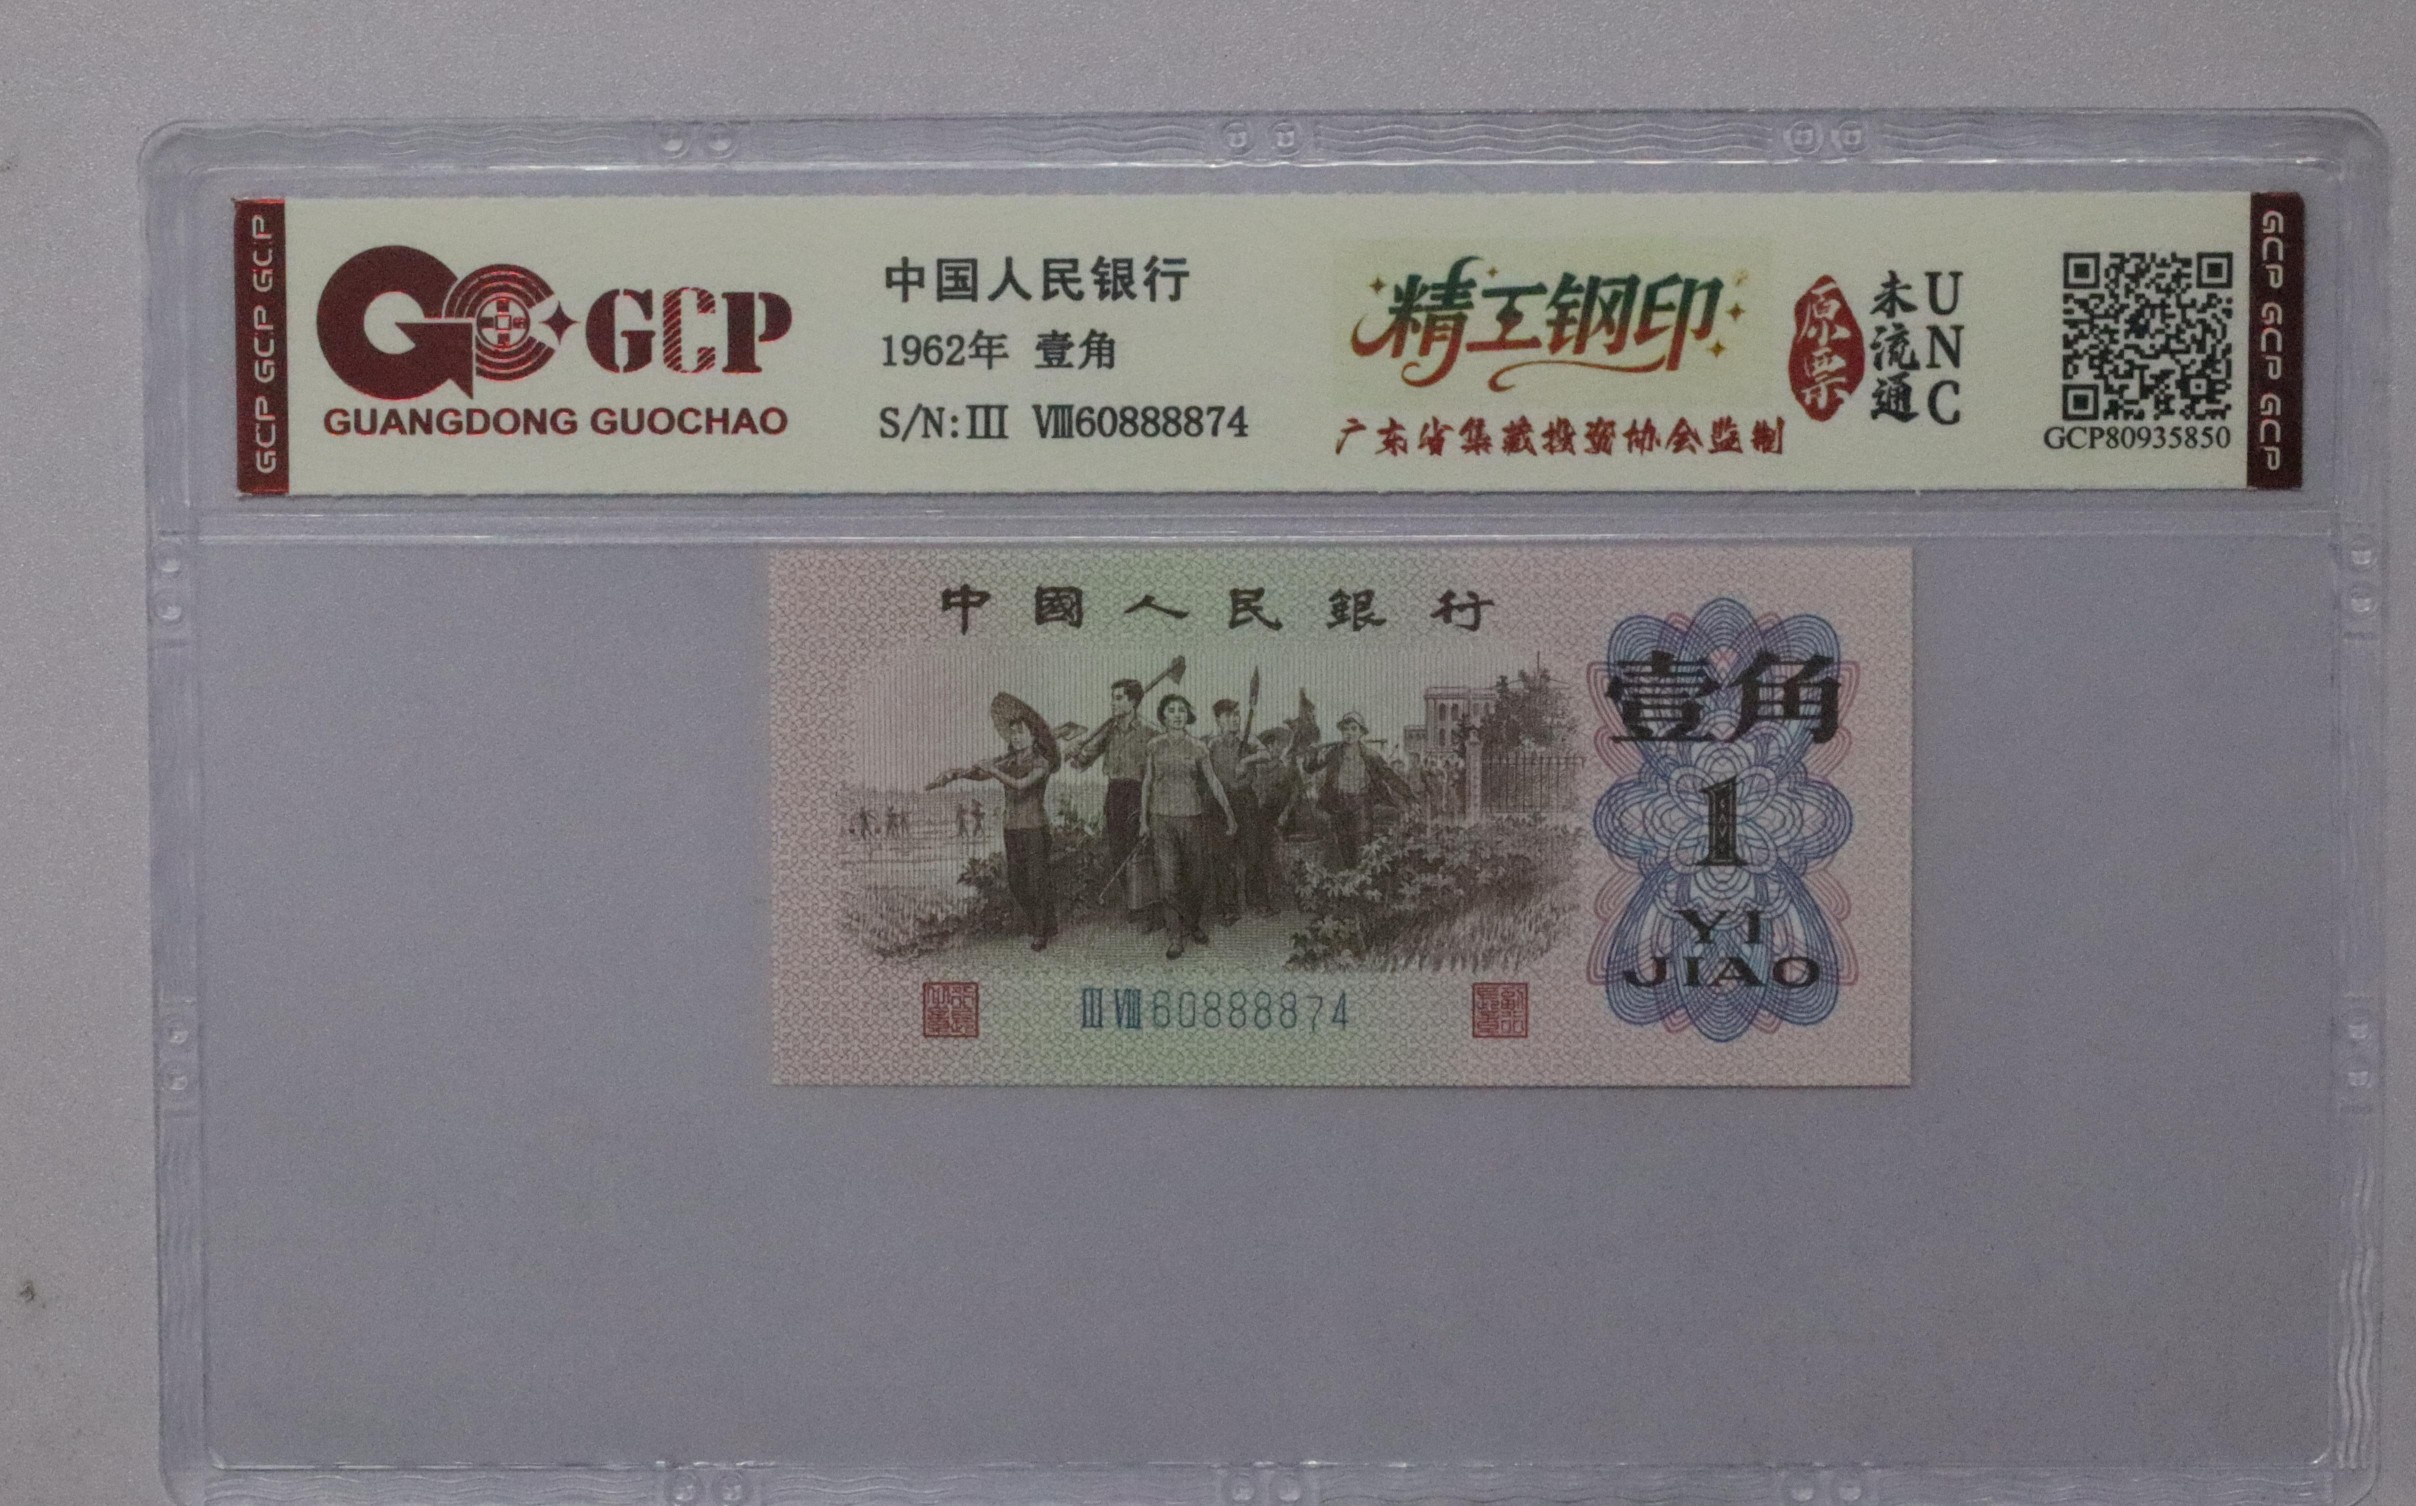 GCP GCP GCP
GCP
GUANGDONG GUOCHAO
中国人民银行
1962年 壹角
S/N:III VIII60888874
精工钢印
广东省集藏投资协会监制
原票
未流通
UNC
GCP80935850
GCP GCP GCP
中國人民銀行
壹角
1
YI
JIAO
III VIII 60888874